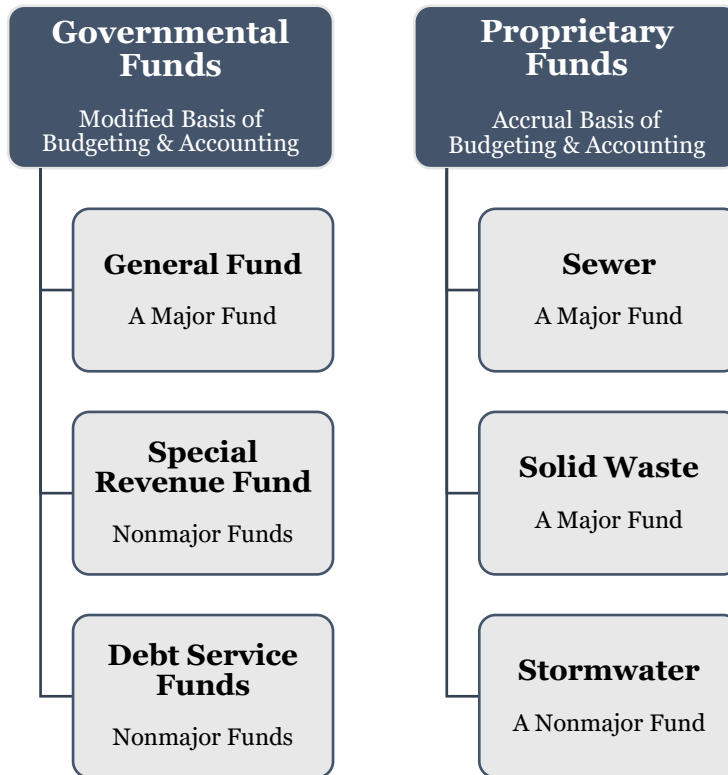 Governmental
Funds
Modified Basis of
Budgeting & Accounting
General Fund
A Major Fund
Special
Revenue Fund
Nonmajor Funds
Debt Service
Funds
Nonmajor Funds
Proprietary
Funds
Accrual Basis of
Budgeting & Accounting
Sewer
A Major Fund
Solid Waste
A Major Fund
Stormwater
A Nonmajor Fund